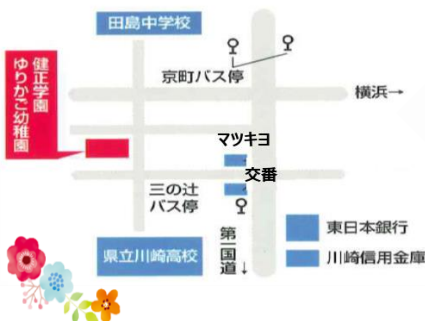 田島中学校
健正学園
ゆりかご幼稚園
京町バス停
横浜→
マツキヨ
交番
三の辻
バス停
第一国道↓
県立川崎高校
東日本銀行
川崎信用金庫